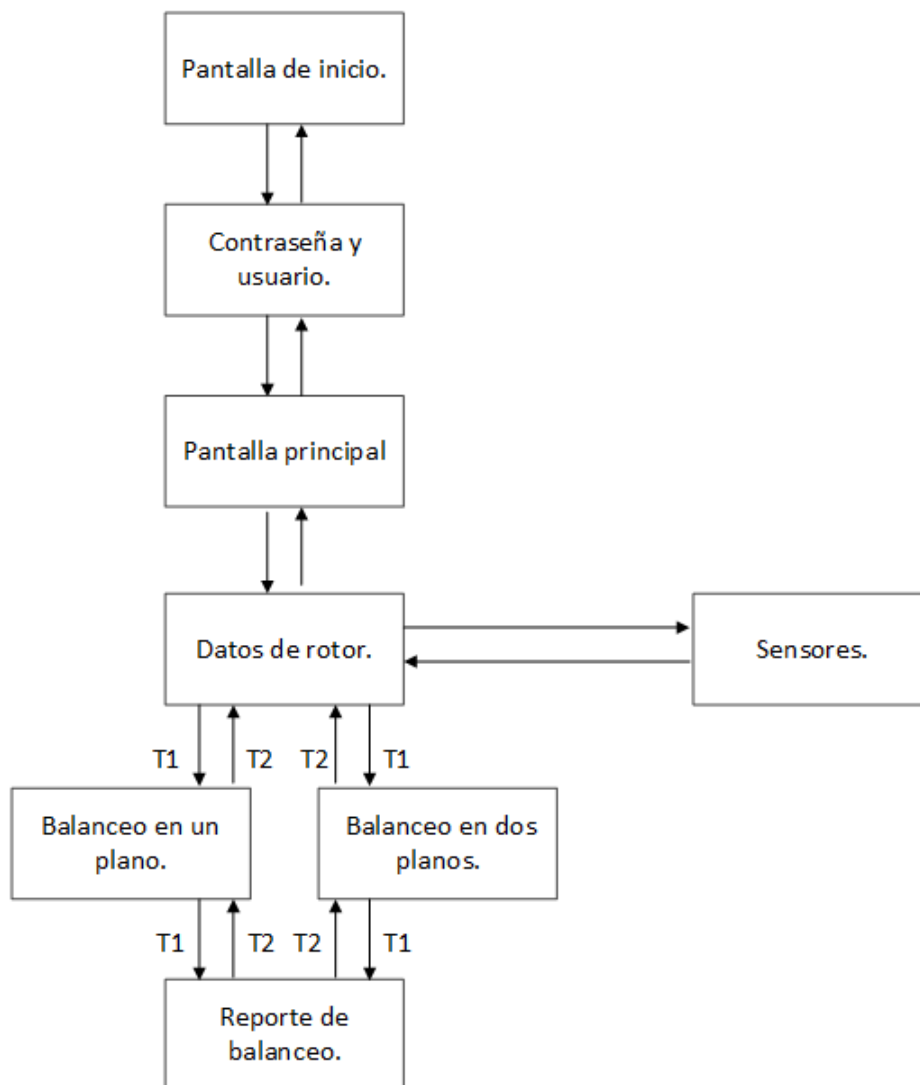 Pantalla de inicio.
Contraseña y
usuario.
Pantalla principal
Datos de rotor.
Sensores.
T1
T2
T2
T1
Balanceo en un
plano.
Balanceo en dos
planos.
T1
T2
T2
T1
Reporte de
balanceo.